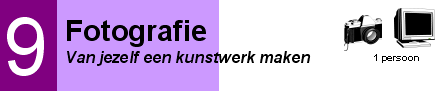 9
Fotografie
Van jezelf een kunstwerk maken
1 persoon